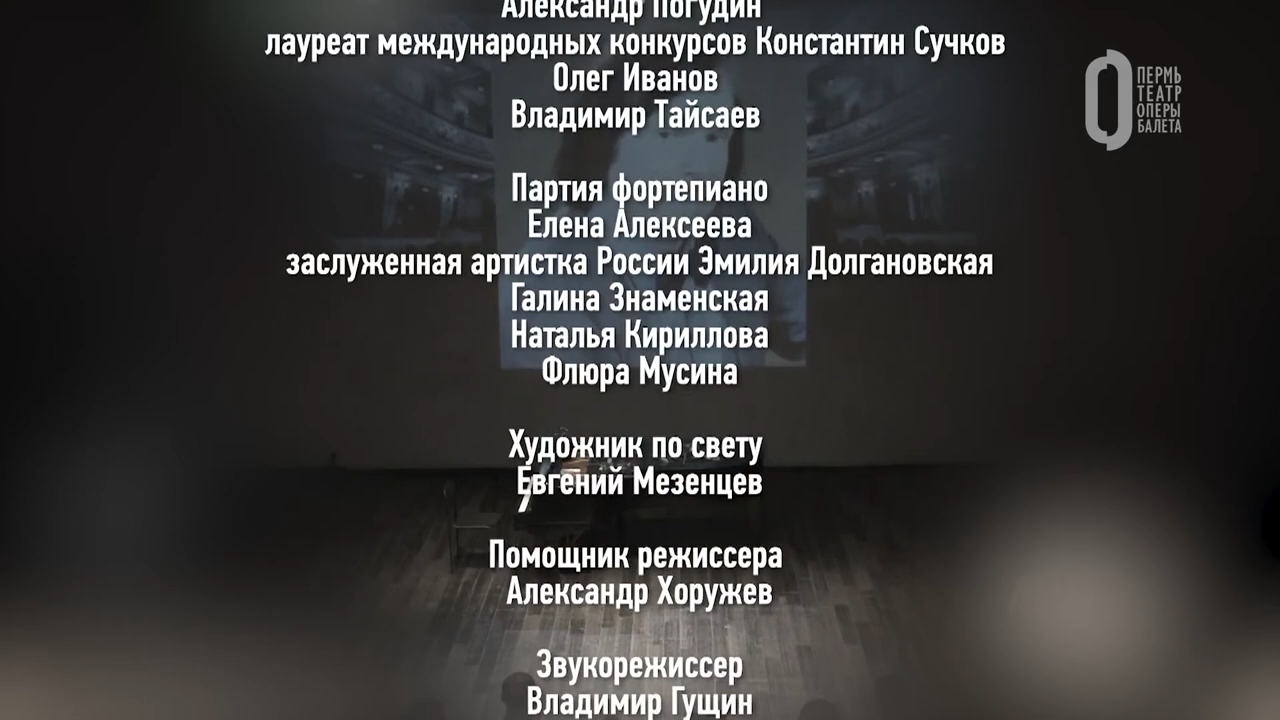 Александр Погудин
лауреат международных конкурсов Константин Сучков
Олег Иванов
Владимир Тайсаев
Партия фортепиано
Елена Алексеева
заслуженная артистка России Эмилия Долгановская
Галина Знаменская
Наталья Кириллова
Флюра Мусина
Художник по свету
Евгений Мезенцев
Помощник режиссера
Александр Хоружев
Звукорежиссер
Владимир Гущин
ПЕРМЬ
ТЕАТР
ОПЕРЫ
БАЛЕТА